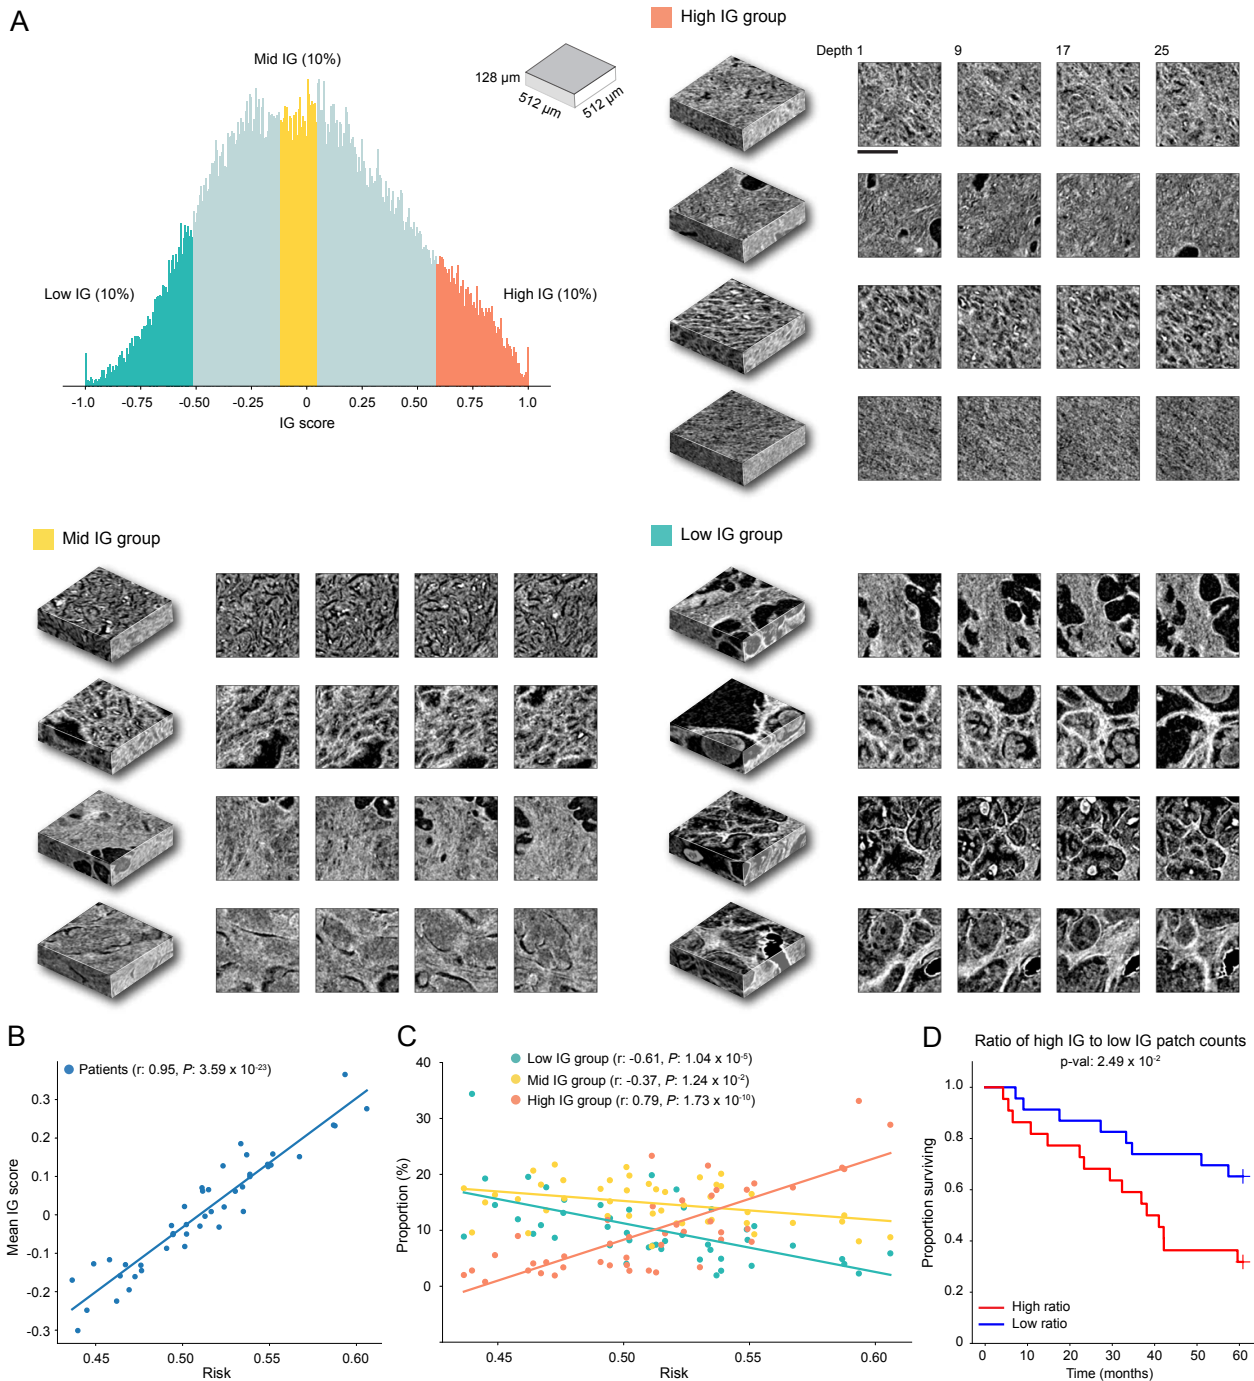 A
Mid IG (10%)
Low IG (10%)
High IG (10%)
-1.0 -0.75 -0.50 -0.25 0 0.25 0.50 0.75 1.0
IG score
128 µm
512 µm
512 µm
High IG group
Depth 1 9 17 25
Mid IG group
Low IG group
B
Patients (r: 0.95, P: 3.59 x 10⁻²³)
Mean IG score
0.3
0.2
0.1
0
-0.1
-0.2
-0.3
0.45 0.50 0.55 0.60
Risk
C
Low IG group (r: -0.61, P: 1.04 x 10⁻⁵)
Mid IG group (r: -0.37, P: 1.24 x 10⁻²)
High IG group (r: 0.79, P: 1.73 x 10⁻¹⁰)
Proportion (%)
40
30
20
10
0
0.45 0.50 0.55 0.60
Risk
D
Ratio of high IG to low IG patch counts
p-val: 2.49 x 10⁻²
Proportion surviving
1.0
0.8
0.6
0.4
0.2
0
High ratio
Low ratio
0 10 20 30 40 50 60
Time (months)